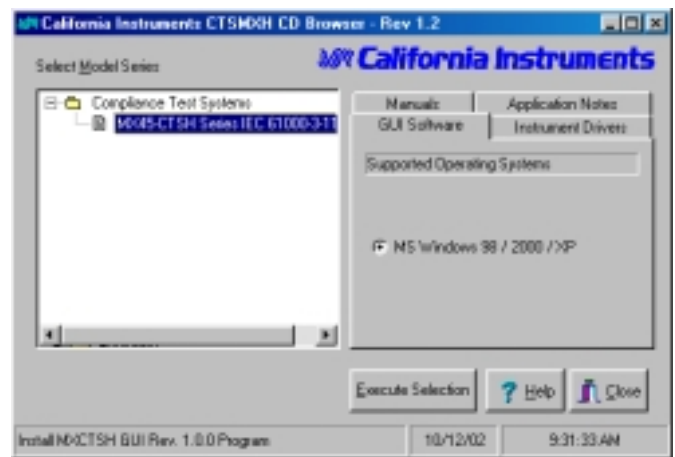 California Instruments CTSMXH CD Browser - Rev 1.2
Select Model Series
California Instruments
Compliance Test Systems
MX45-CTSH Series IEC 61000-3-11
Manuals
Application Notes
GUI Software
Instrument Drivers
Supported Operating Systems
MS Windows 98 / 2000 / XP
Execute Selection
? Help
Close
Install MXCTSH GUI Rev. 1.0.0 Program
10/12/02
9:31:33 AM